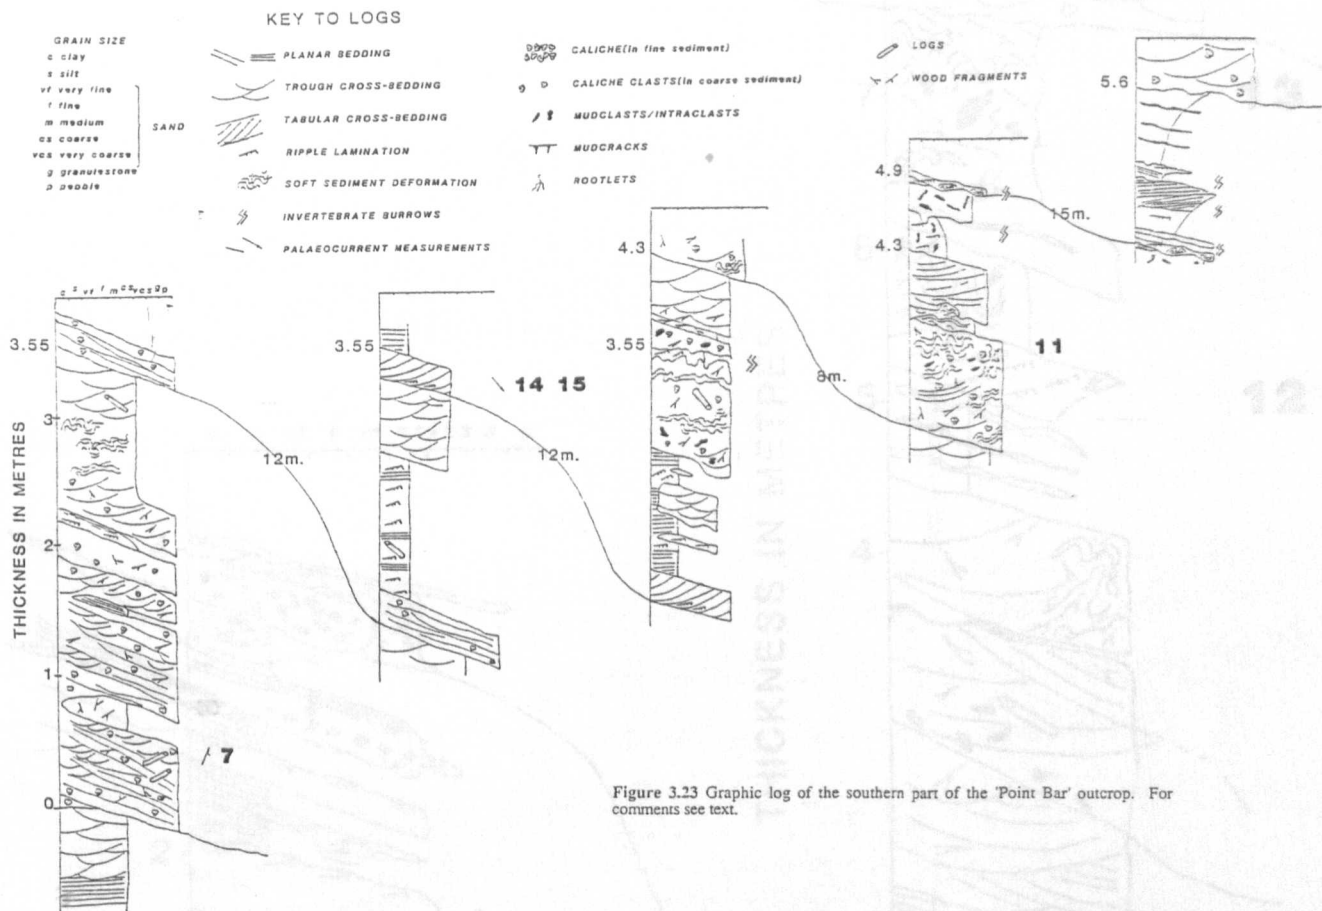 KEY TO LOGS
GRAIN SIZE
c clay
s silt
vf very fine
f fine
m medium
cs coarse
vcs very coarse
g granulestone
p pebble
SAND
PLANAR BEDDING
TROUGH CROSS-BEDDING
TABULAR CROSS-BEDDING
RIPPLE LAMINATION
SOFT SEDIMENT DEFORMATION
INVERTEBRATE BURROWS
PALAEOCURRENT MEASUREMENTS
CALICHE(in fine sediment)
CALICHE CLASTS(in coarse sediment)
MUDCLASTS/INTRACLASTS
MUDCRACKS
ROOTLETS
LOGS
WOOD FRAGMENTS
THICKNESS IN METRES
c s vf f m cs vcs g p
3.55
3
2
1
0
7
12m.
3.55
14 15
12m.
4.3
3.55
8m.
4.9
4.3
11
15m.
5.6
Figure 3.23 Graphic log of the southern part of the 'Point Bar' outcrop. For
comments see text.